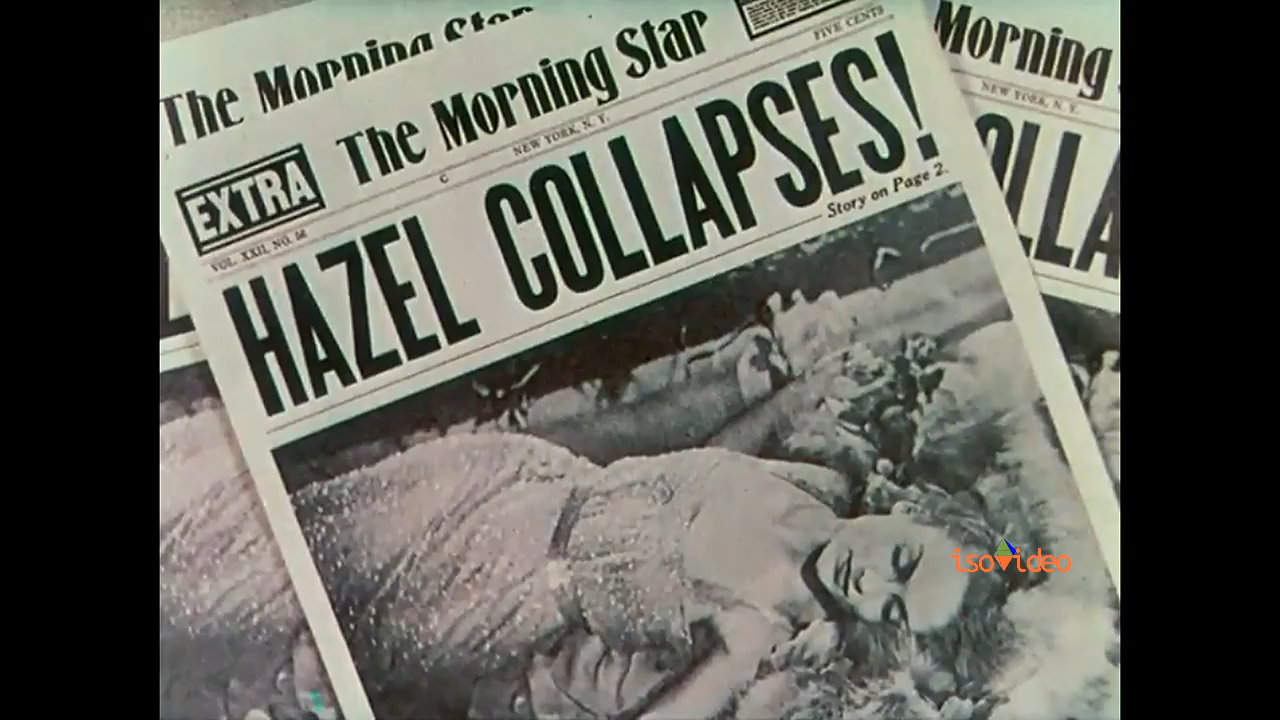 The Morning Star
The Morning Star
Morning
FIVE CENTS
NEW YORK, N. Y.
NEW YORK, N. Y.
EXTRA
C
VOL. XXII, NO. 56
HAZEL COLLAPSES!
OLLA
Story on Page 2.
isovideo